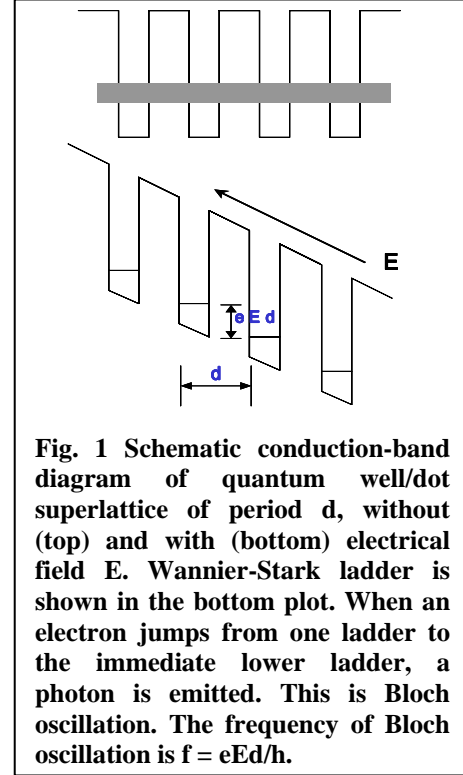 E
e E d
d
Fig. 1 Schematic conduction-band
diagram of quantum well/dot
superlattice of period d, without
(top) and with (bottom) electrical
field E. Wannier-Stark ladder is
shown in the bottom plot. When an
electron jumps from one ladder to
the immediate lower ladder, a
photon is emitted. This is Bloch
oscillation. The frequency of Bloch
oscillation is f = eEd/h.